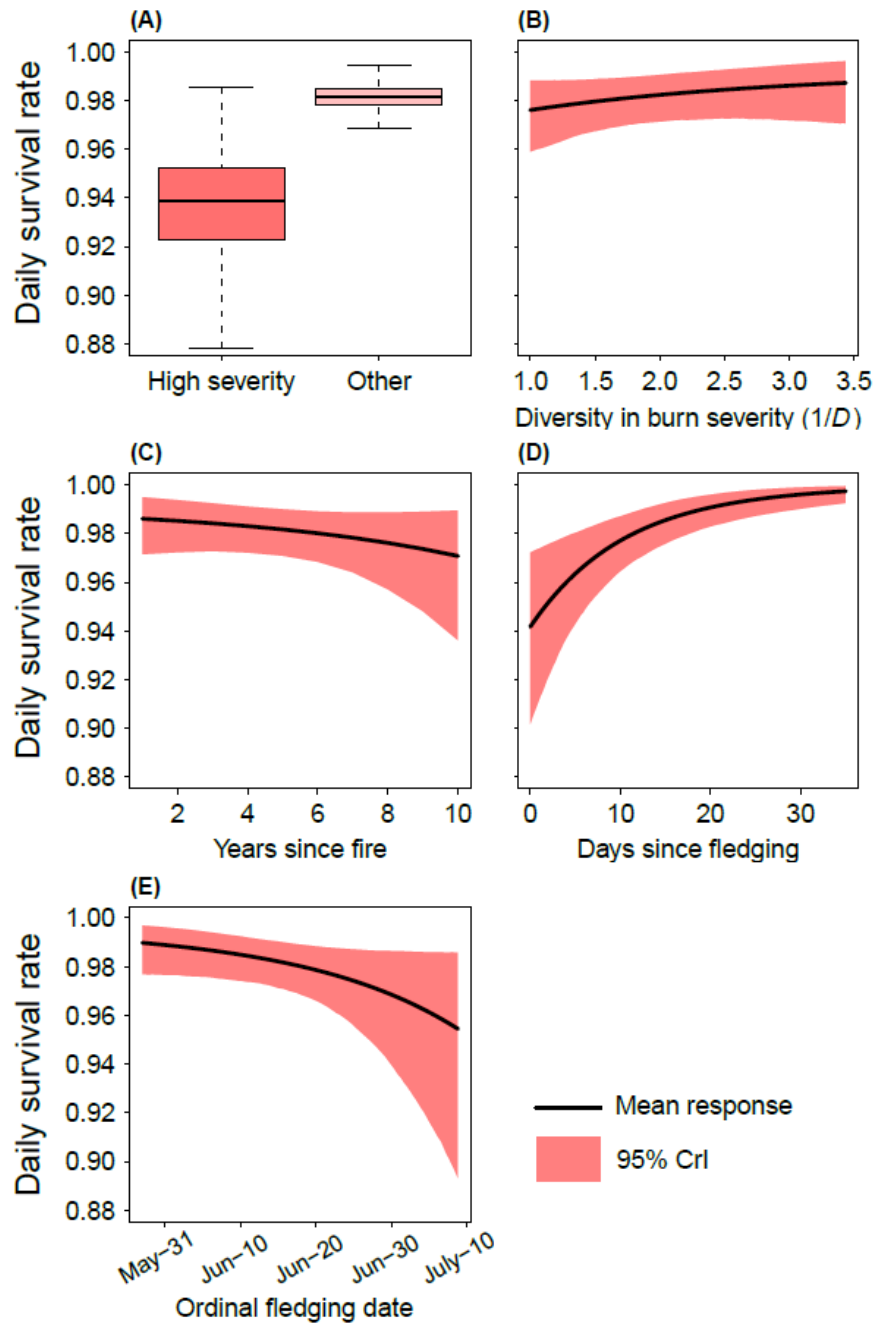 (A)
Daily survival rate
1.00
0.98
0.96
0.94
0.92
0.90
0.88
High severity Other
(B)
1.0 1.5 2.0 2.5 3.0 3.5
Diversity in burn severity (1/D)
(C)
Daily survival rate
1.00
0.98
0.96
0.94
0.92
0.90
0.88
2 4 6 8 10
Years since fire
(D)
0 10 20 30
Days since fledging
(E)
Daily survival rate
1.00
0.98
0.96
0.94
0.92
0.90
0.88
May–31 Jun–10 Jun–20 Jun–30 July–10
Ordinal fledging date
Mean response
95% CrI